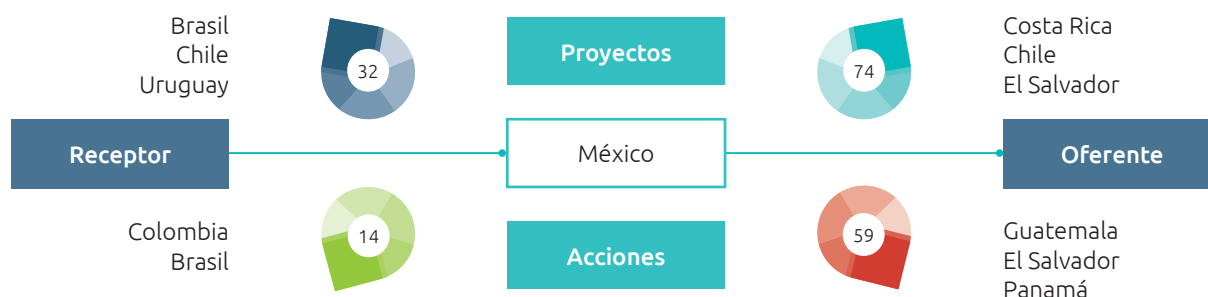 Brasil
Chile
Uruguay
32
Proyectos
74
Costa Rica
Chile
El Salvador
Receptor
México
Oferente
Colombia
Brasil
14
Acciones
59
Guatemala
El Salvador
Panamá